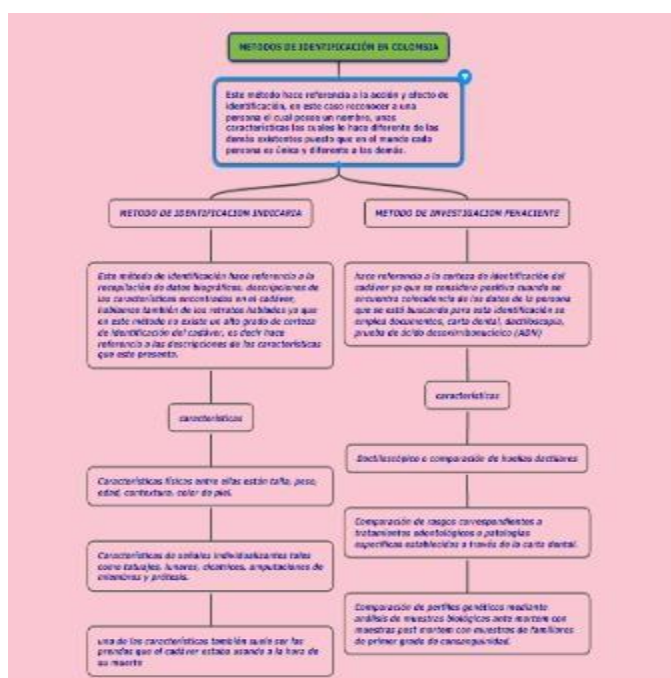 METODOS DE IDENTIFICACIÓN EN COLOMBIA
Este método hace referencia a la acción y efecto de
identificación, en este caso reconocer a una
persona el cual posee un nombre, unas
características las cuales lo hace diferente de los
demás existentes puesto que en el mundo cada
persona es única y diferente a las demás.
METODO DE IDENTIFICACION INDICARIA
Este método de identificación hace referencia a la
recopilación de datos biográficos, descripciones de
las características encontradas en el cadáver,
hablamos también de los retratos hablados ya que
en este método no existe un alto grado de certeza
de identificación del cadáver, es decir hace
referencia a las descripciones de las característica
que este presenta.
características
Características físicas entre ellas están talla, peso,
edad, contextura, color de piel.
Características de señales individualizantes tales
como tatuajes, lunares, cicatrices, amputaciones de
miembros y prótesis.
una de las características también suele ser las
prendas que el cadáver estaba usando a la hora de
su muerte
METODO DE INVESTIGACION FEHACIENTE
hace referencia a la certeza de identificación del
cadáver ya que se considera positiva cuando se
encuentra coincidencia de los datos de la persona
que se está buscando para esta identificación se
emplea documentos, carta dental, dactiloscopia,
prueba de ácido desoxirribonucleico (ADN)
características
Dactiloscópico o comparación de huellas dactilares
Comparación de rasgos correspondientes a
tratamientos odontológicos o patologías
específicas establecidas a través de la carta dental.
Comparación de perfiles genéticos mediante
análisis de muestras biológicas ante mortem con
muestras post mortem con muestras de familiares
de primer grado de consanguinidad.